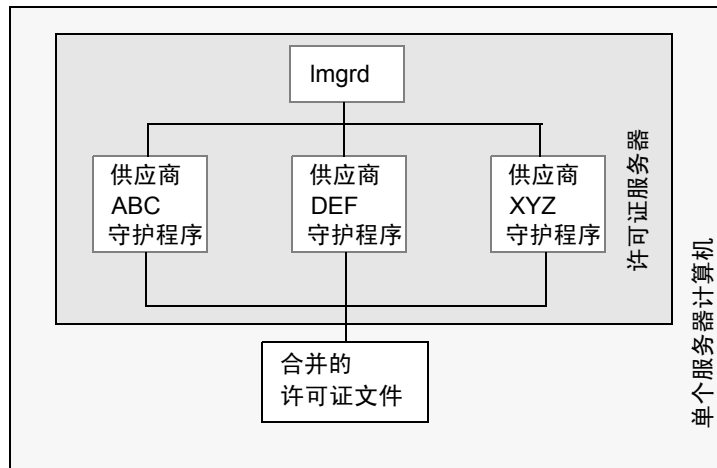 lmgrd
供应商
ABC
守护程序
供应商
DEF
守护程序
供应商
XYZ
守护程序
许可证服务器
合并的
许可证文件
单个服务器计算机